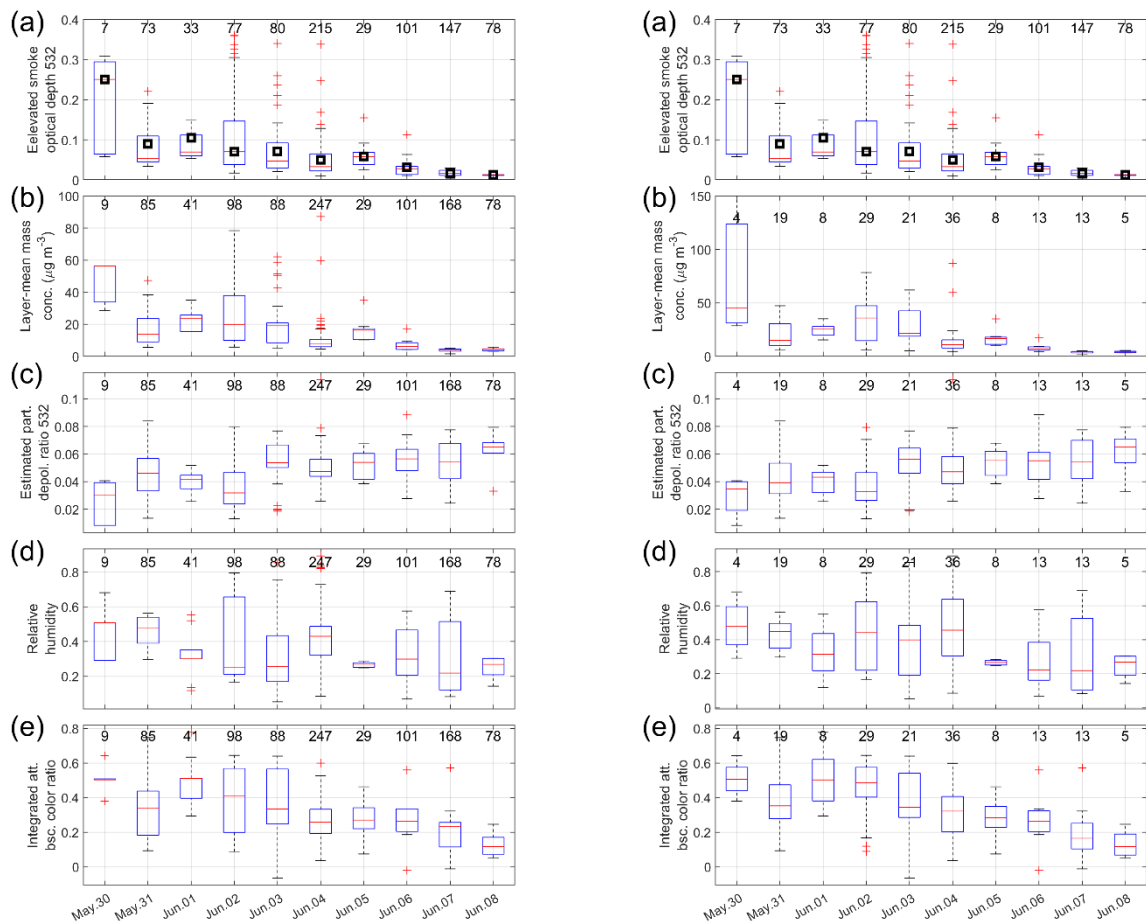 (a)
Eelevated smoke
optical depth 532
0.4
0.3
0.2
0.1
0
7 73 33 77 80 215 29 101 147 78
(b)
Layer-mean mass
conc. (μg m⁻³)
100
80
60
40
20
0
9 85 41 98 88 247 29 101 168 78
(c)
Estimated part.
depol. ratio 532
0.1
0.08
0.06
0.04
0.02
9 85 41 98 88 247 29 101 168 78
(d)
Relative
humidity
0.8
0.6
0.4
0.2
9 85 41 98 88 247 29 101 168 78
(e)
Integrated att.
bsc. color ratio
0.8
0.6
0.4
0.2
0
9 85 41 98 88 247 29 101 168 78
May.30 May.31 Jun.01 Jun.02 Jun.03 Jun.04 Jun.05 Jun.06 Jun.07 Jun.08
(a)
Eelevated smoke
optical depth 532
0.4
0.3
0.2
0.1
0
7 73 33 77 80 215 29 101 147 78
(b)
Layer-mean mass
conc. (μg m⁻³)
150
100
50
0
4 19 8 29 21 36 8 13 13 5
(c)
Estimated part.
depol. ratio 532
0.1
0.08
0.06
0.04
0.02
4 19 8 29 21 36 8 13 13 5
(d)
Relative
humidity
0.8
0.6
0.4
0.2
4 19 8 29 21 36 8 13 13 5
(e)
Integrated att.
bsc. color ratio
0.8
0.6
0.4
0.2
0
4 19 8 29 21 36 8 13 13 5
May.30 May.31 Jun.01 Jun.02 Jun.03 Jun.04 Jun.05 Jun.06 Jun.07 Jun.08